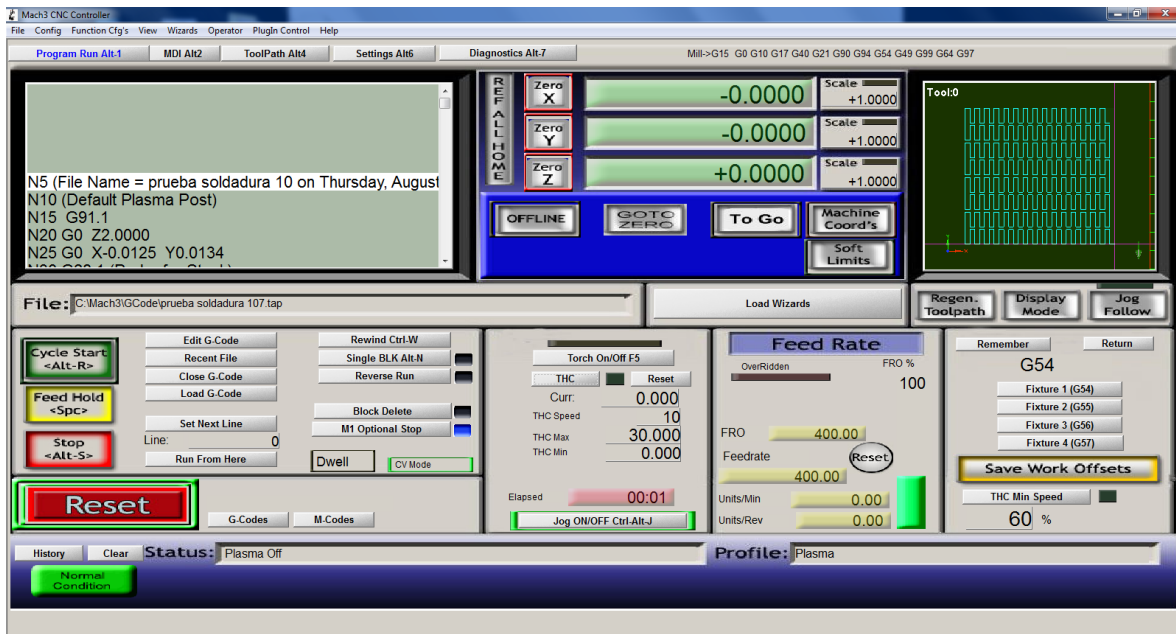 Mach3 CNC Controller
File Config Function Cfg's View Wizards Operator PlugIn Control Help
Program Run Alt-1 MDI Alt2 ToolPath Alt4 Settings Alt6 Diagnostics Alt-7 Mill->G15 G0 G10 G17 G40 G21 G90 G94 G54 G49 G99 G64 G97
N5 (File Name = prueba soldadura 10 on Thursday, August
N10 (Default Plasma Post)
N15 G91.1
N20 G0 Z2.0000
N25 G0 X-0.0125 Y0.0134
REF ALL HOME
Zero X -0.0000 Scale +1.0000
Zero Y -0.0000 Scale +1.0000
Zero Z +0.0000 Scale +1.0000
OFFLINE GOTO ZERO To Go Machine Coord's
Soft Limits
Tool:0
File: C:\Mach3\GCode\prueba soldadura 107.tap
Load Wizards
Regen. Toolpath Display Mode Jog Follow
Cycle Start <Alt-R>
Feed Hold <Spc>
Stop <Alt-S>
Edit G-Code
Recent File
Close G-Code
Load G-Code
Set Next Line
Line: 0
Run From Here
Rewind Ctrl-W
Single BLK Alt-N
Reverse Run
Block Delete
M1 Optional Stop
Dwell CV Mode
Reset
G-Codes M-Codes
Torch On/Off F5
THC Reset
Curr: 0.000
THC Speed 10
THC Max 30.000
THC Min 0.000
Elapsed 00:01
Jog ON/OFF Ctrl-Alt-J
Feed Rate
OverRidden FRO %
100
FRO 400.00
Feedrate Reset
400.00
Units/Min 0.00
Units/Rev 0.00
Remember Return
G54
Fixture 1 (G54)
Fixture 2 (G55)
Fixture 3 (G56)
Fixture 4 (G57)
Save Work Offsets
THC Min Speed
60 %
History Clear Status: Plasma Off Profile: Plasma
Normal Condition